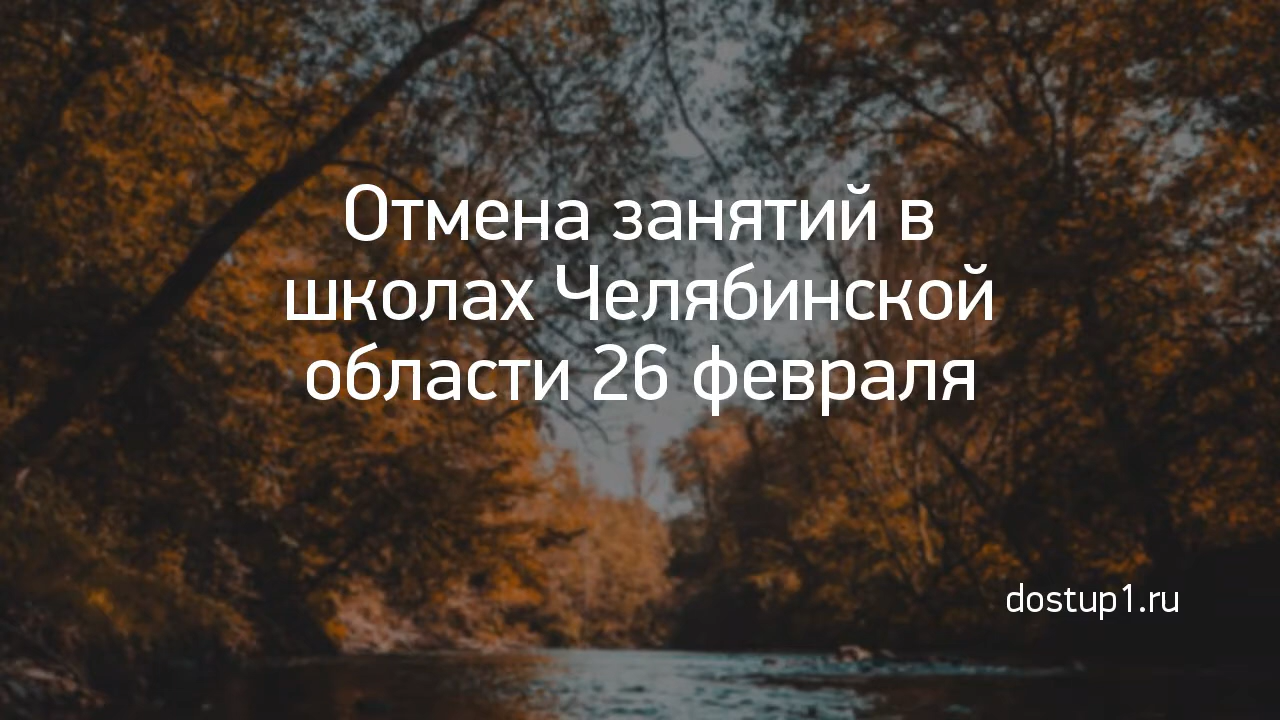 Отмена занятий в
школах Челябинской
области 26 февраля
dostup1.ru